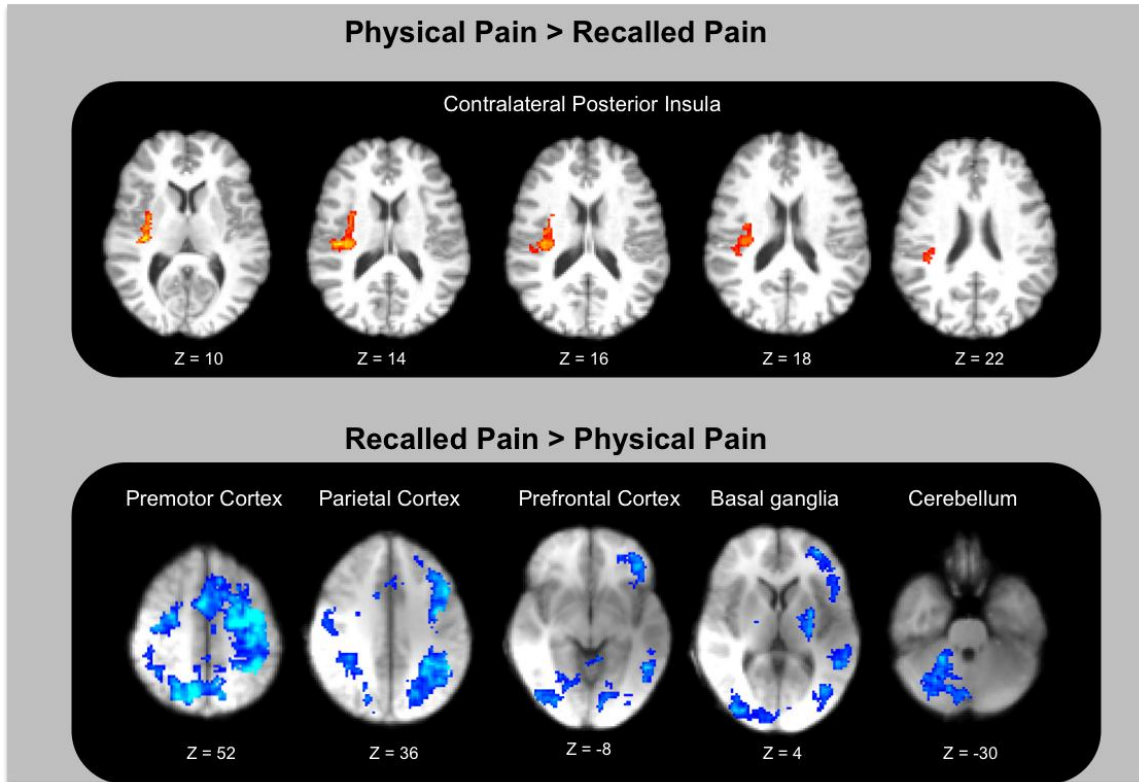 Physical Pain > Recalled Pain
Contralateral Posterior Insula
Z = 10
Z = 14
Z = 16
Z = 18
Z = 22
Recalled Pain > Physical Pain
Premotor Cortex
Parietal Cortex
Prefrontal Cortex
Basal ganglia
Cerebellum
Z = 52
Z = 36
Z = -8
Z = 4
Z = -30